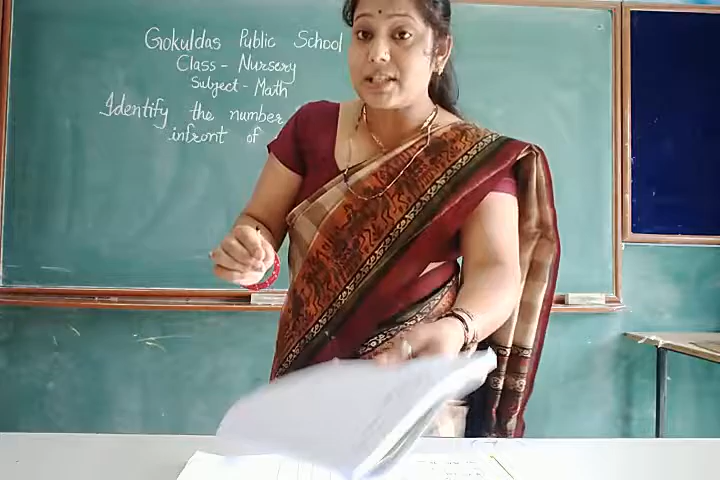 Gokuldas Public School
Class - Nursery
Subject - Math
Identify the number
infront of